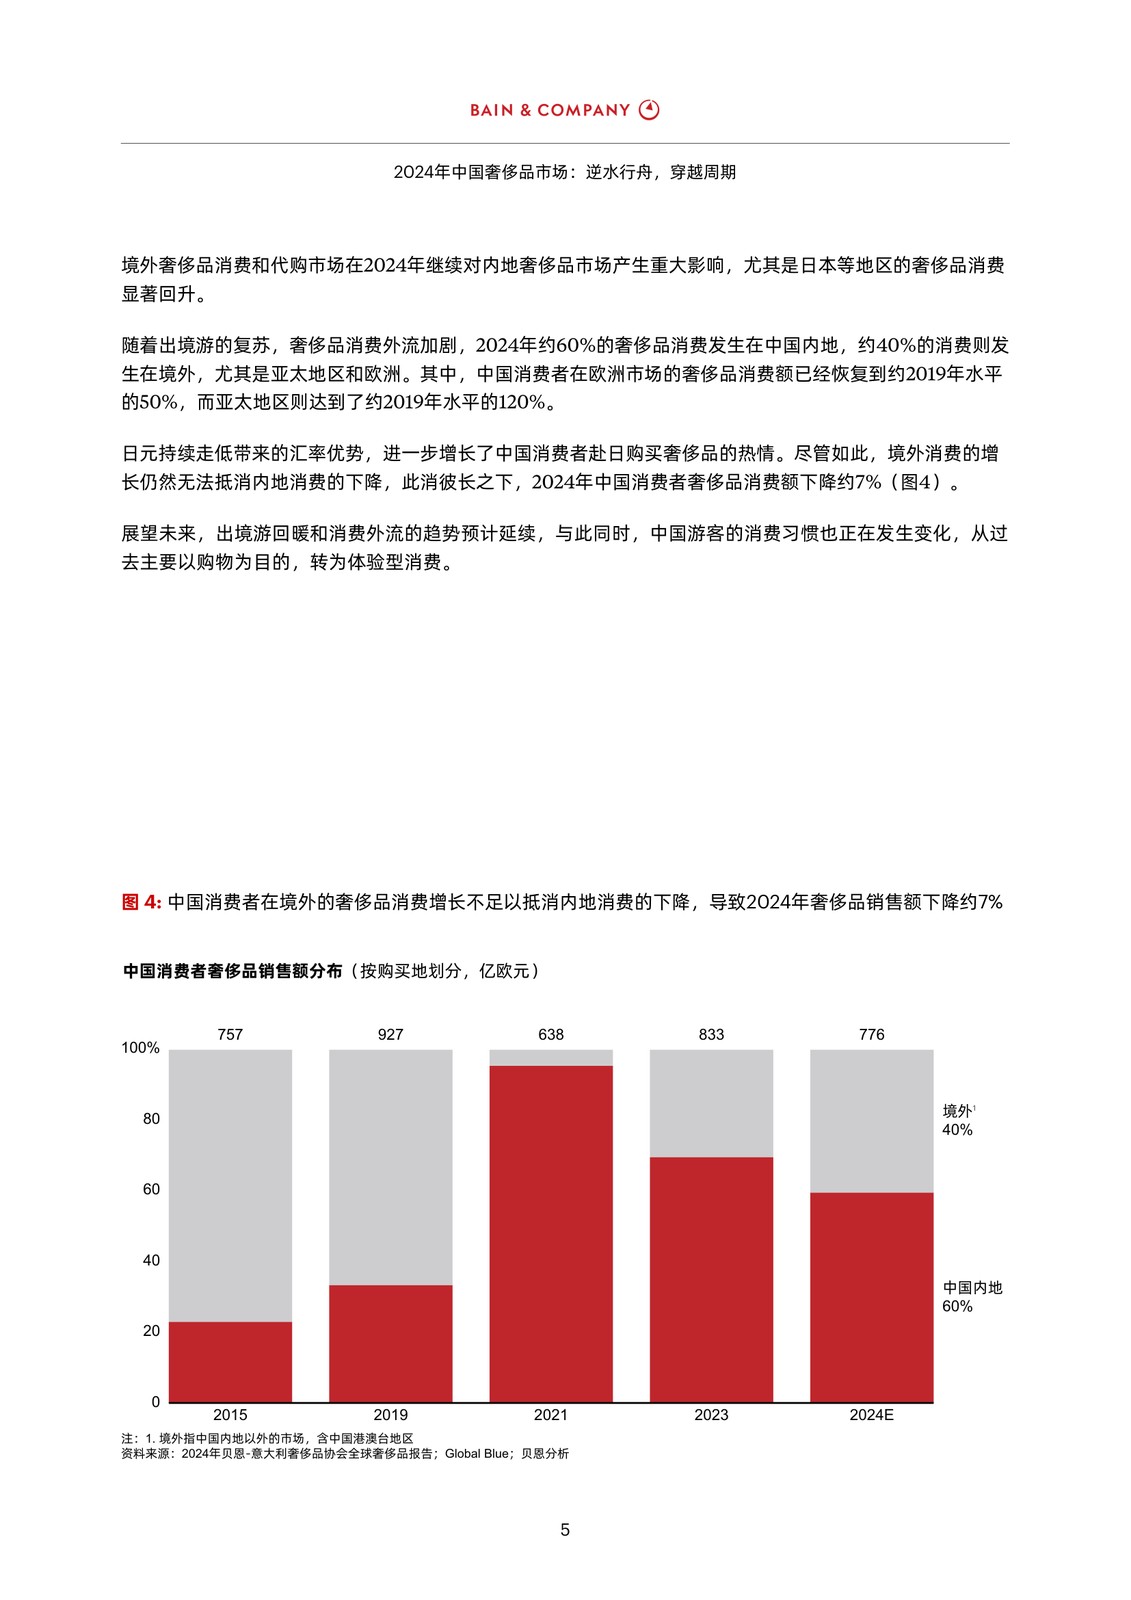 BAIN & COMPANY
2024年中国奢侈品市场：逆水行舟，穿越周期
境外奢侈品消费和代购市场在2024年继续对内地奢侈品市场产生重大影响，尤其是日本等地区的奢侈品消费
显著回升。
随着出境游的复苏，奢侈品消费外流加剧，2024年约60%的奢侈品消费发生在中国内地，约40%的消费则发
生在境外，尤其是亚太地区和欧洲。其中，中国消费者在欧洲市场的奢侈品消费额已经恢复到约2019年水平
的50%，而亚太地区则达到了约2019年水平的120%。
日元持续走低带来的汇率优势，进一步增长了中国消费者赴日购买奢侈品的热情。尽管如此，境外消费的增
长仍然无法抵消内地消费的下降，此消彼长之下，2024年中国消费者奢侈品消费额下降约7%（图4）。
展望未来，出境游回暖和消费外流的趋势预计延续，与此同时，中国游客的消费习惯也正在发生变化，从过
去主要以购物为目的，转为体验型消费。
图 4: 中国消费者在境外的奢侈品消费增长不足以抵消内地消费的下降，导致2024年奢侈品销售额下降约7%
中国消费者奢侈品销售额分布（按购买地划分，亿欧元）
757 927 638 833 776
100%
80
60
40
20
0
境外1
40%
中国内地
60%
2015 2019 2021 2023 2024E
注：1. 境外指中国内地以外的市场，含中国港澳台地区
资料来源：2024年贝恩-意大利奢侈品协会全球奢侈品报告；Global Blue；贝恩分析
5